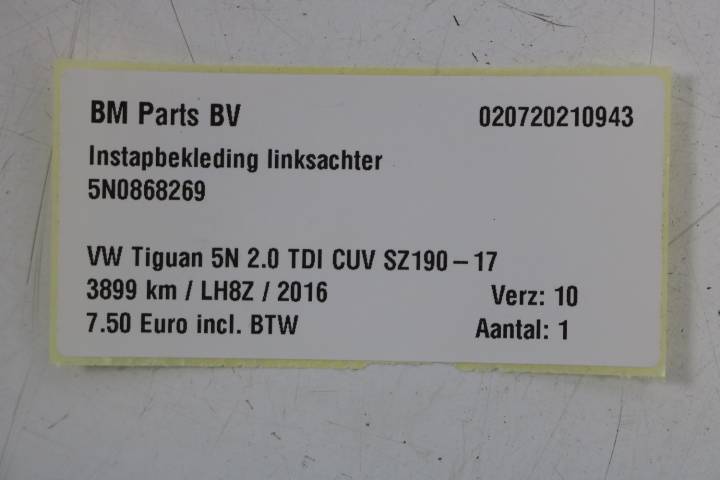 BM Parts BV 020720210943
Instapbekleding linksachter
5N0868269
VW Tiguan 5N 2.0 TDI CUV SZ190-17
3899 km / LH8Z / 2016 Verz: 10
7.50 Euro incl. BTW Aantal: 1